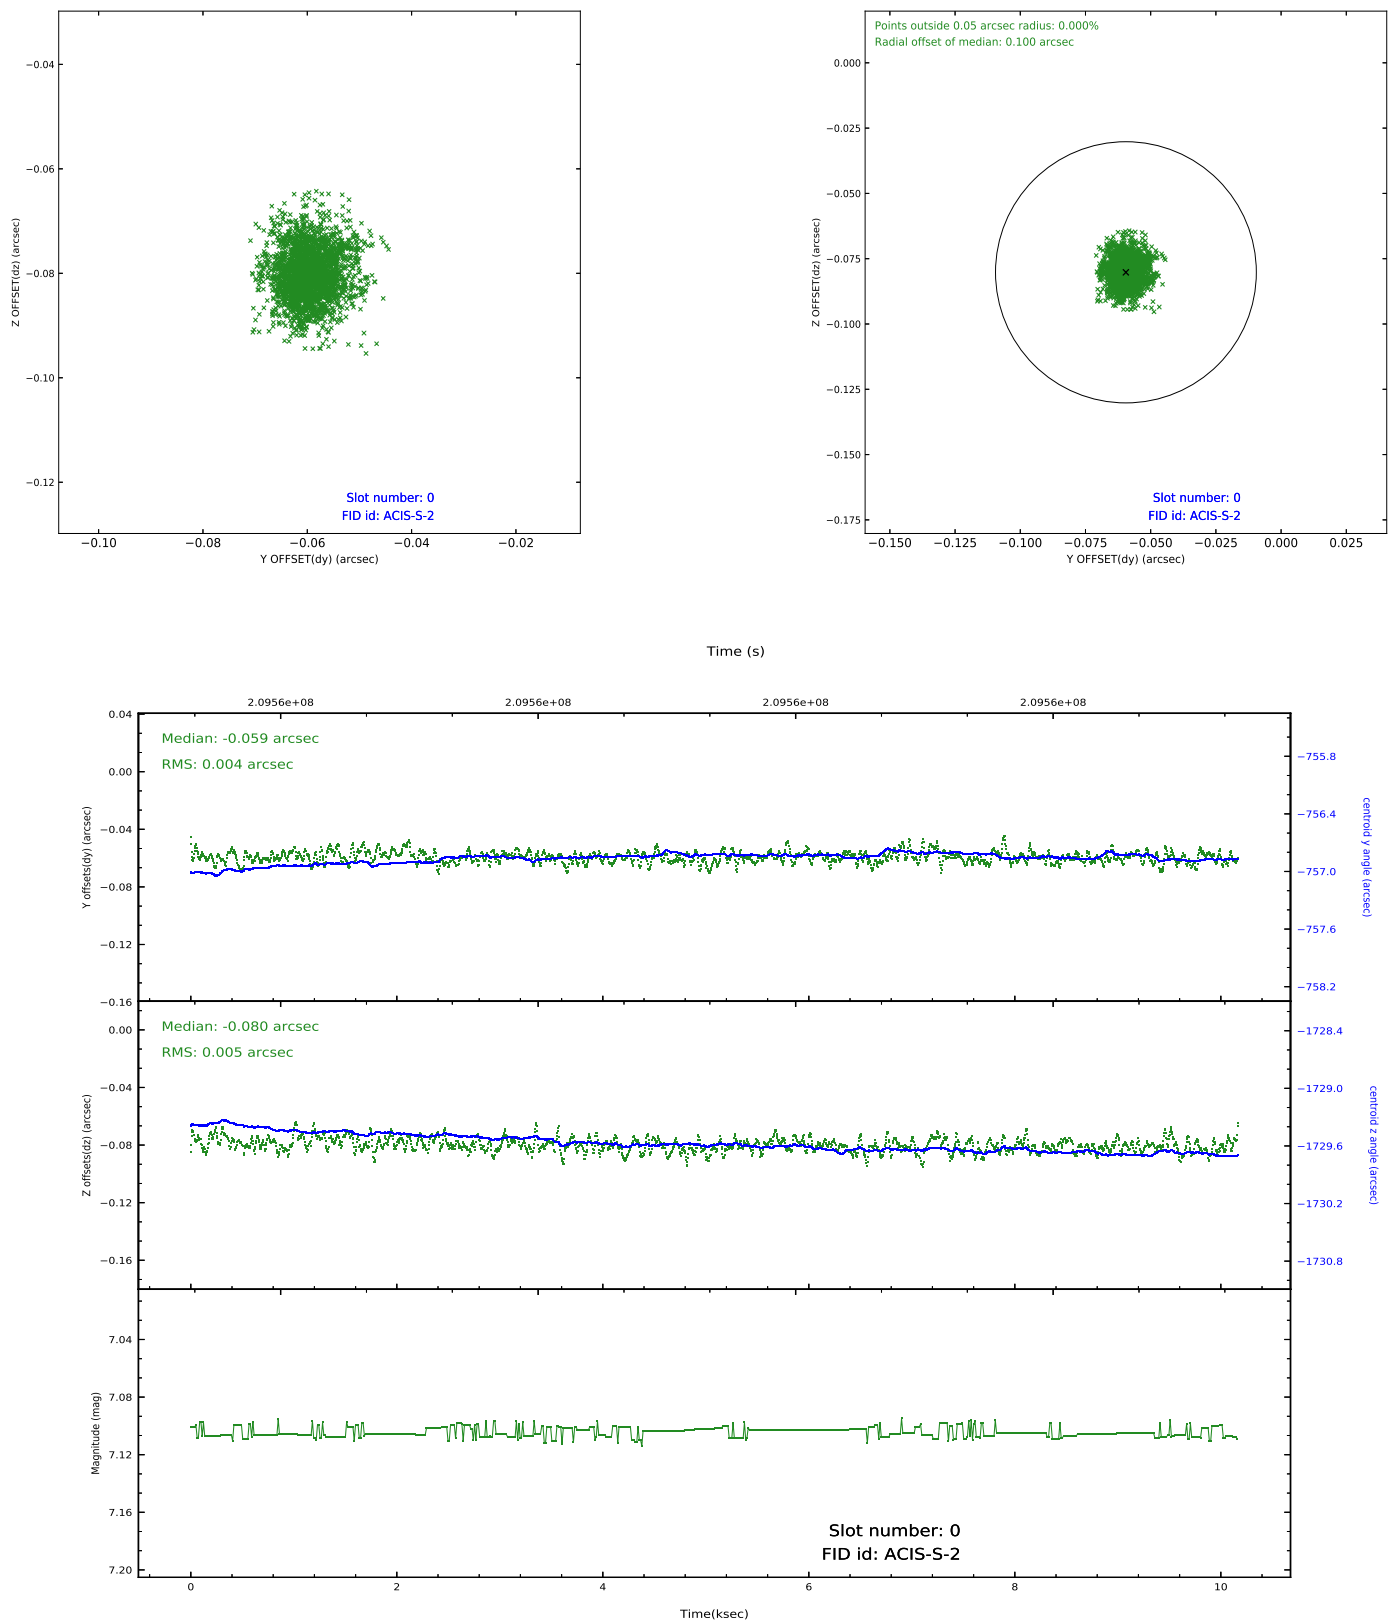 −0.04
−0.06
−0.08
−0.10
−0.12
Z OFFSET(dz) (arcsec)
Slot number: 0
FID id: ACIS-S-2
−0.10 −0.08 −0.06 −0.04 −0.02
Y OFFSET(dy) (arcsec)
Points outside 0.05 arcsec radius: 0.000%
Radial offset of median: 0.100 arcsec
0.000
−0.025
−0.050
−0.075
−0.100
−0.125
−0.150
−0.175
Z OFFSET(dz) (arcsec)
Slot number: 0
FID id: ACIS-S-2
−0.150 −0.125 −0.100 −0.075 −0.050 −0.025 0.000 0.025
Y OFFSET(dy) (arcsec)
Time (s)
2.0956e+08 2.0956e+08 2.0956e+08 2.0956e+08
Median: -0.059 arcsec
RMS: 0.004 arcsec
0.04
0.00
−0.04
−0.08
−0.12
−0.16
Y offsets(dy) (arcsec)
−755.8
−756.4
−757.0
−757.6
−758.2
centroid y angle (arcsec)
Median: -0.080 arcsec
RMS: 0.005 arcsec
0.00
−0.04
−0.08
−0.12
−0.16
Z offsets(dz) (arcsec)
−1728.4
−1729.0
−1729.6
−1730.2
−1730.8
centroid z angle (arcsec)
7.04
7.08
7.12
7.16
7.20
Magnitude (mag)
Slot number: 0
FID id: ACIS-S-2
0 2 4 6 8 10
Time(ksec)